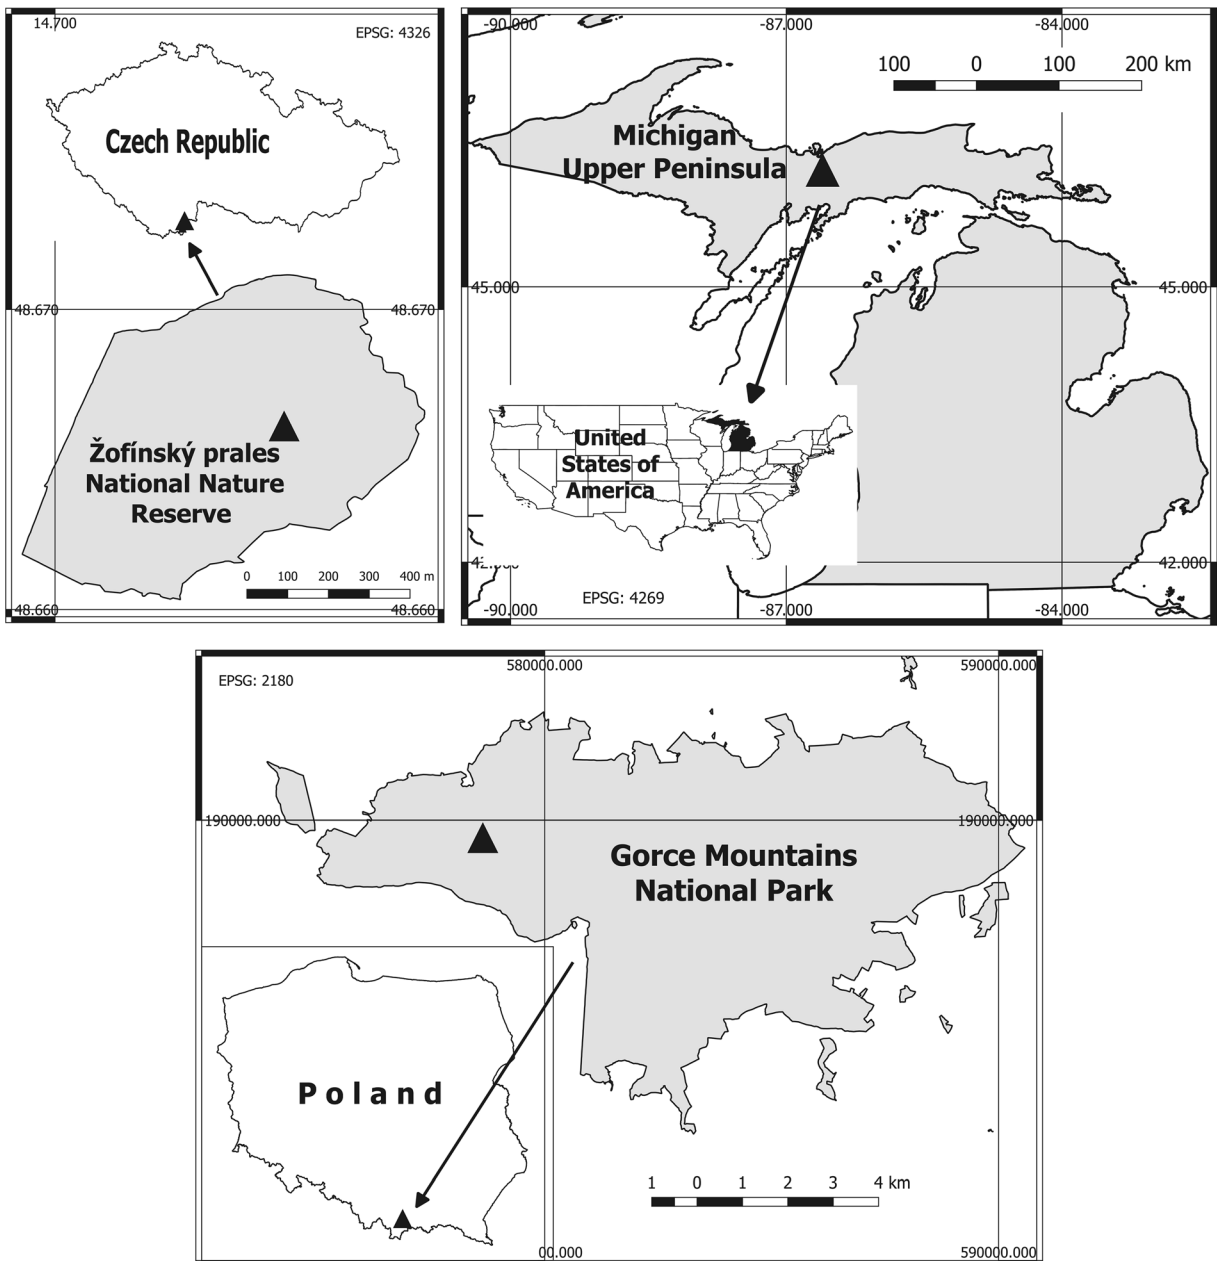 14.700
EPSG: 4326
Czech Republic
48.670
48.670
Žofínský prales
National Nature
Reserve
0 100 200 300 400 m
48.660
48.660
-90.000
-87.000
-84.000
100 0 100 200 km
Michigan
Upper Peninsula
45.000
45.000
United
States of
America
42.000
EPSG: 4269
-90.000
-87.000
-84.000
580000.000
590000.000
EPSG: 2180
190000.000
190000.000
Gorce Mountains
National Park
Poland
1 0 1 2 3 4 km
00.000
590000.000